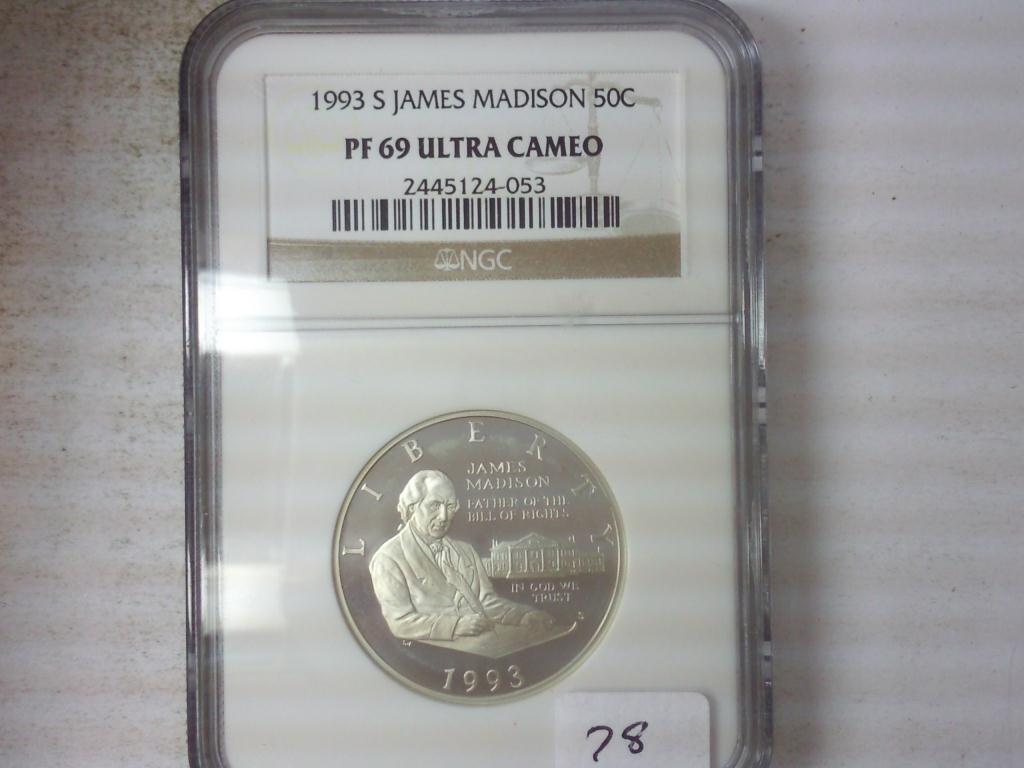 1993 S JAMES MADISON 50C
PF 69 ULTRA CAMEO
2445124-053
NGC
LIBERTY
JAMES
MADISON
FATHER OF THE
BILL OF RIGHTS
IN GOD WE
TRUST
S
1993
78